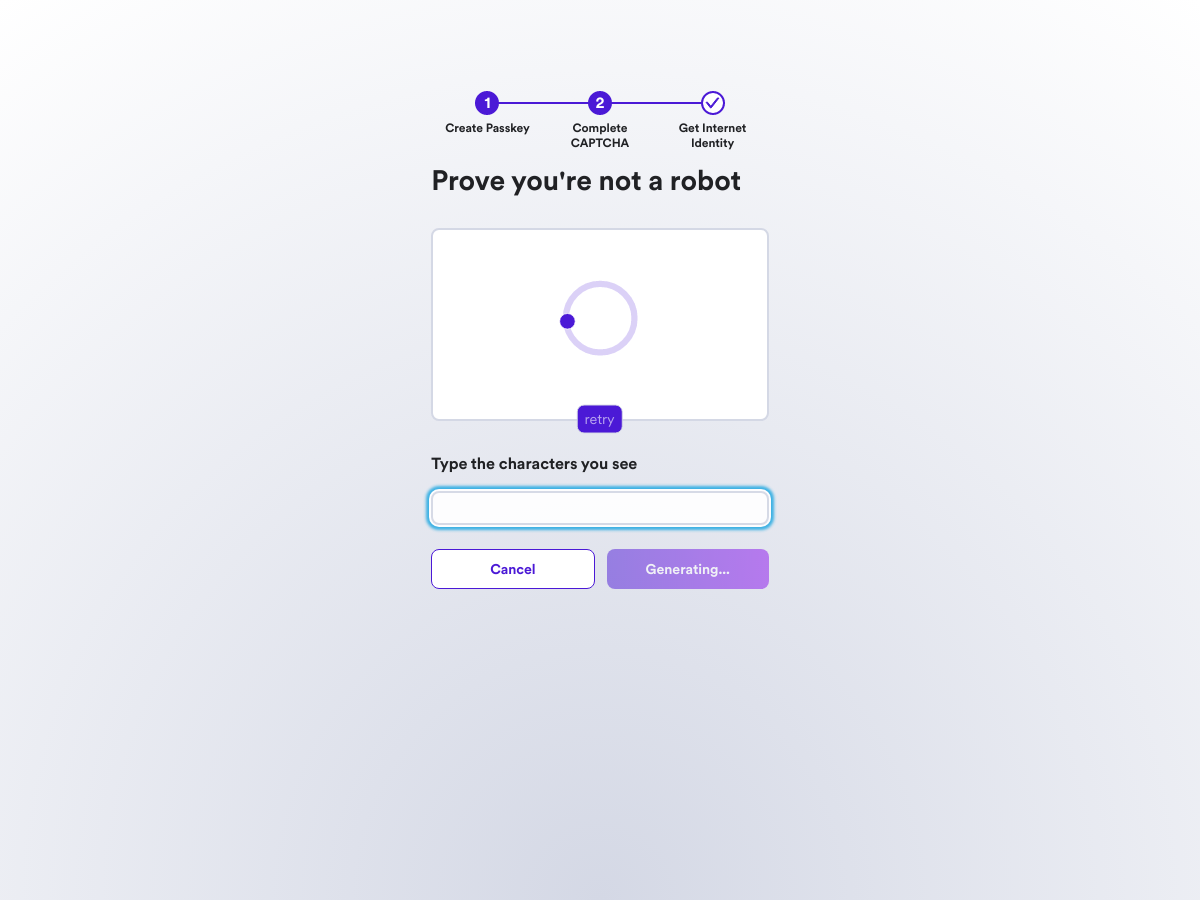 1
2
Create Passkey
Complete
CAPTCHA
Get Internet
Identity
Prove you're not a robot
retry
Type the characters you see
Cancel
Generating...